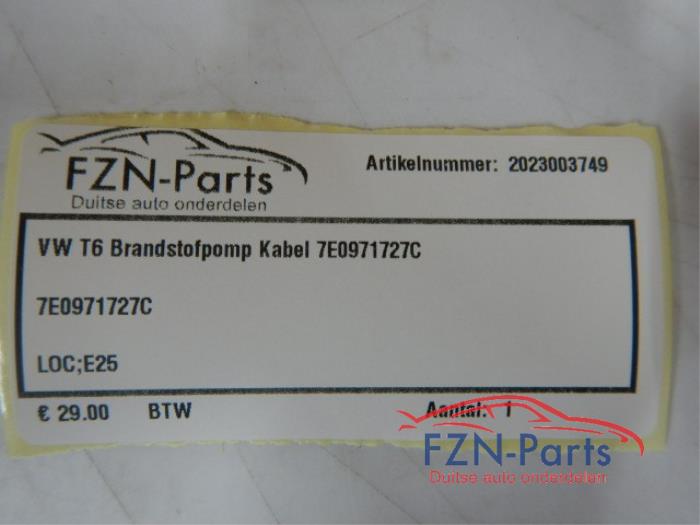 FZN-Parts
Duitse auto onderdelen
Artikelnummer: 2023003749
VW T6 Brandstofpomp Kabel 7E0971727C
7E0971727C
LOC;E25
€ 29.00 BTW Aantal: 1
FZN-Parts
Duitse auto onderdelen